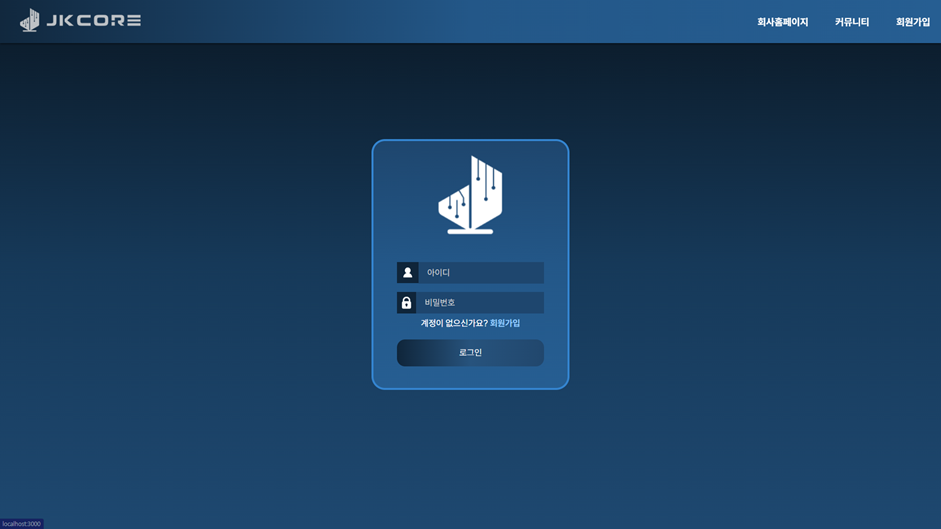 JKCORE
회사홈페이지 커뮤니티 회원가입
아이디
비밀번호
계정이 없으신가요? 회원가입
로그인
localhost:3000